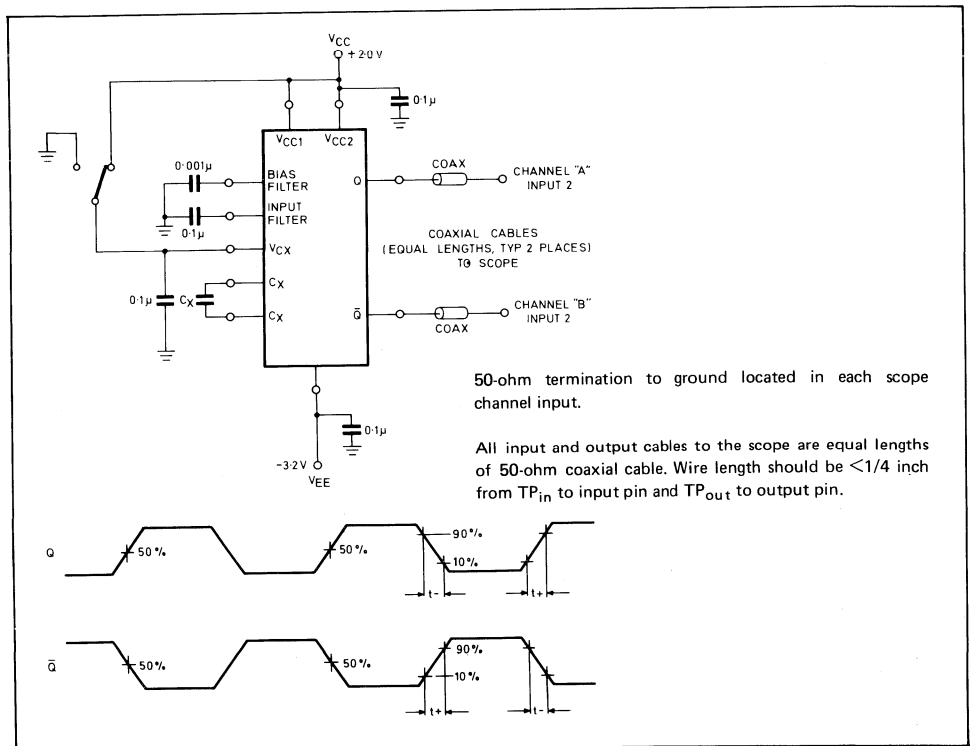 VCC
+ 2·0 V
0·1µ
VCC1 VCC2
0·001µ
BIAS
FILTER
INPUT
FILTER
0·1µ
VCX
0·1µ
CX
CX
CX
Q
COAX
CHANNEL "A"
INPUT 2
COAXIAL CABLES
(EQUAL LENGTHS, TYP 2 PLACES)
TO SCOPE
Q̅
COAX
CHANNEL "B"
INPUT 2
0·1µ
−3·2 V
VEE
50-ohm termination to ground located in each scope
channel input.
All input and output cables to the scope are equal lengths
of 50-ohm coaxial cable. Wire length should be <1/4 inch
from TPin to input pin and TPout to output pin.
Q
50%
50%
90%
10%
t−
t+
Q̅
50%
50%
90%
10%
t+
t−